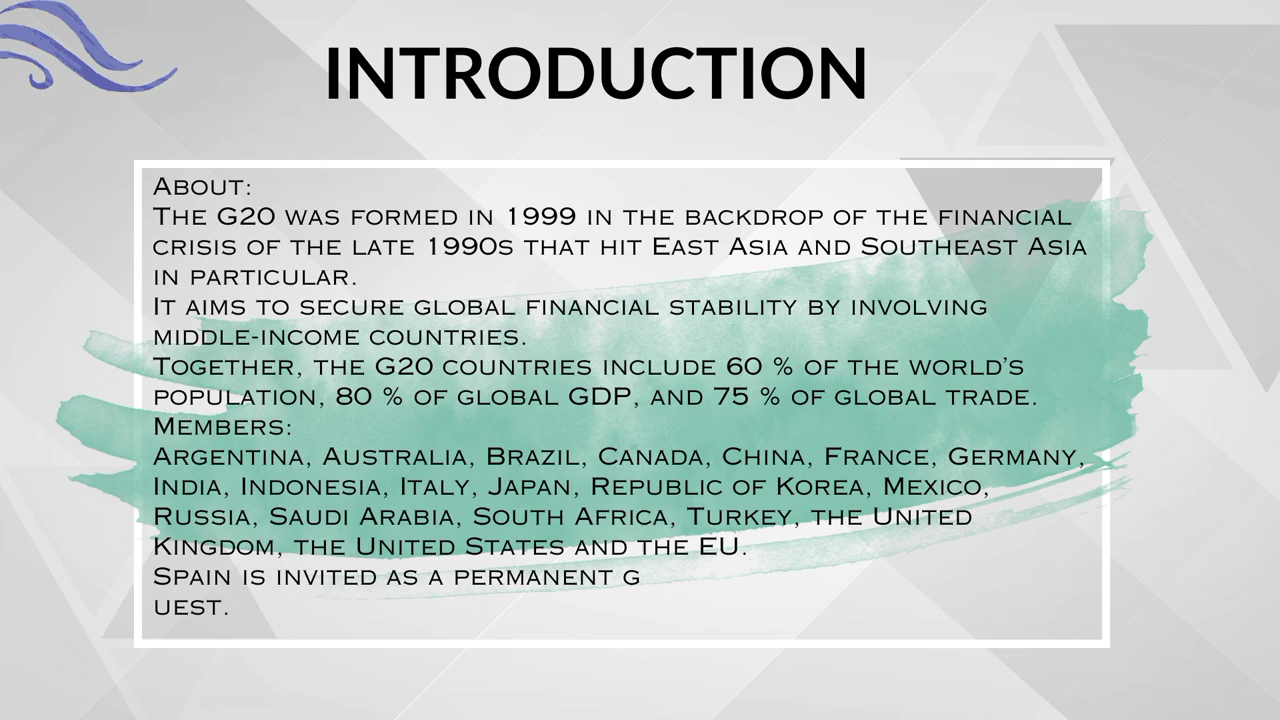 INTRODUCTION
ABOUT:
THE G20 WAS FORMED IN 1999 IN THE BACKDROP OF THE FINANCIAL
CRISIS OF THE LATE 1990S THAT HIT EAST ASIA AND SOUTHEAST ASIA
IN PARTICULAR.
IT AIMS TO SECURE GLOBAL FINANCIAL STABILITY BY INVOLVING
MIDDLE-INCOME COUNTRIES.
TOGETHER, THE G20 COUNTRIES INCLUDE 60 % OF THE WORLD’S
POPULATION, 80 % OF GLOBAL GDP, AND 75 % OF GLOBAL TRADE.
MEMBERS:
ARGENTINA, AUSTRALIA, BRAZIL, CANADA, CHINA, FRANCE, GERMANY,
INDIA, INDONESIA, ITALY, JAPAN, REPUBLIC OF KOREA, MEXICO,
RUSSIA, SAUDI ARABIA, SOUTH AFRICA, TURKEY, THE UNITED
KINGDOM, THE UNITED STATES AND THE EU.
SPAIN IS INVITED AS A PERMANENT G
UEST.